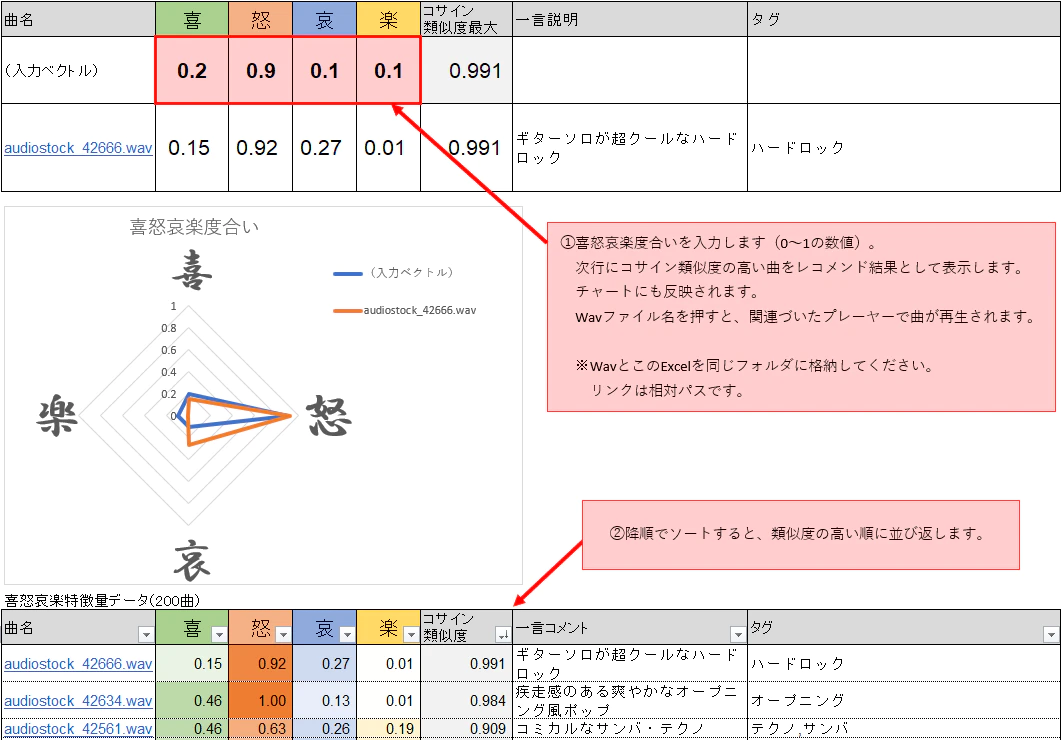 曲名 喜 怒 哀 楽 コサイン 一言説明 タグ
類似度最大
（入力ベクトル） 0.2 0.9 0.1 0.1 0.991
audiostock_42666.wav 0.15 0.92 0.27 0.01 0.991 ギターソロが超クールなハード ハードロック
ロック
喜怒哀楽度合い
喜
（入力ベクトル）
audiostock_42666.wav
1
0.8
0.6
0.4
0.2
0
楽
怒
哀
①喜怒哀楽度合いを入力します（0～1の数値）。
次行にコサイン類似度の高い曲をレコメンド結果として表示します。
チャートにも反映されます。
Wavファイル名を押すと、関連づいたプレーヤーで曲が再生されます。
※WavとこのExcelを同じフォルダに格納してください。
リンクは相対パスです。
②降順でソートすると、類似度の高い順に並び返します。
喜怒哀楽特徴量データ(200曲)
曲名 喜 怒 哀 楽 コサイン 一言コメント タグ
類似度
audiostock_42666.wav 0.15 0.92 0.27 0.01 0.991 ギターソロが超クールなハード ハードロック
ロック
audiostock_42634.wav 0.46 1.00 0.13 0.01 0.984 疾走感のある爽やかなオープニ オープニング
ング風ポップ
audiostock_42561.wav 0.46 0.63 0.26 0.19 0.909 コミカルなサンバ・テクノ テクノ,サンバ